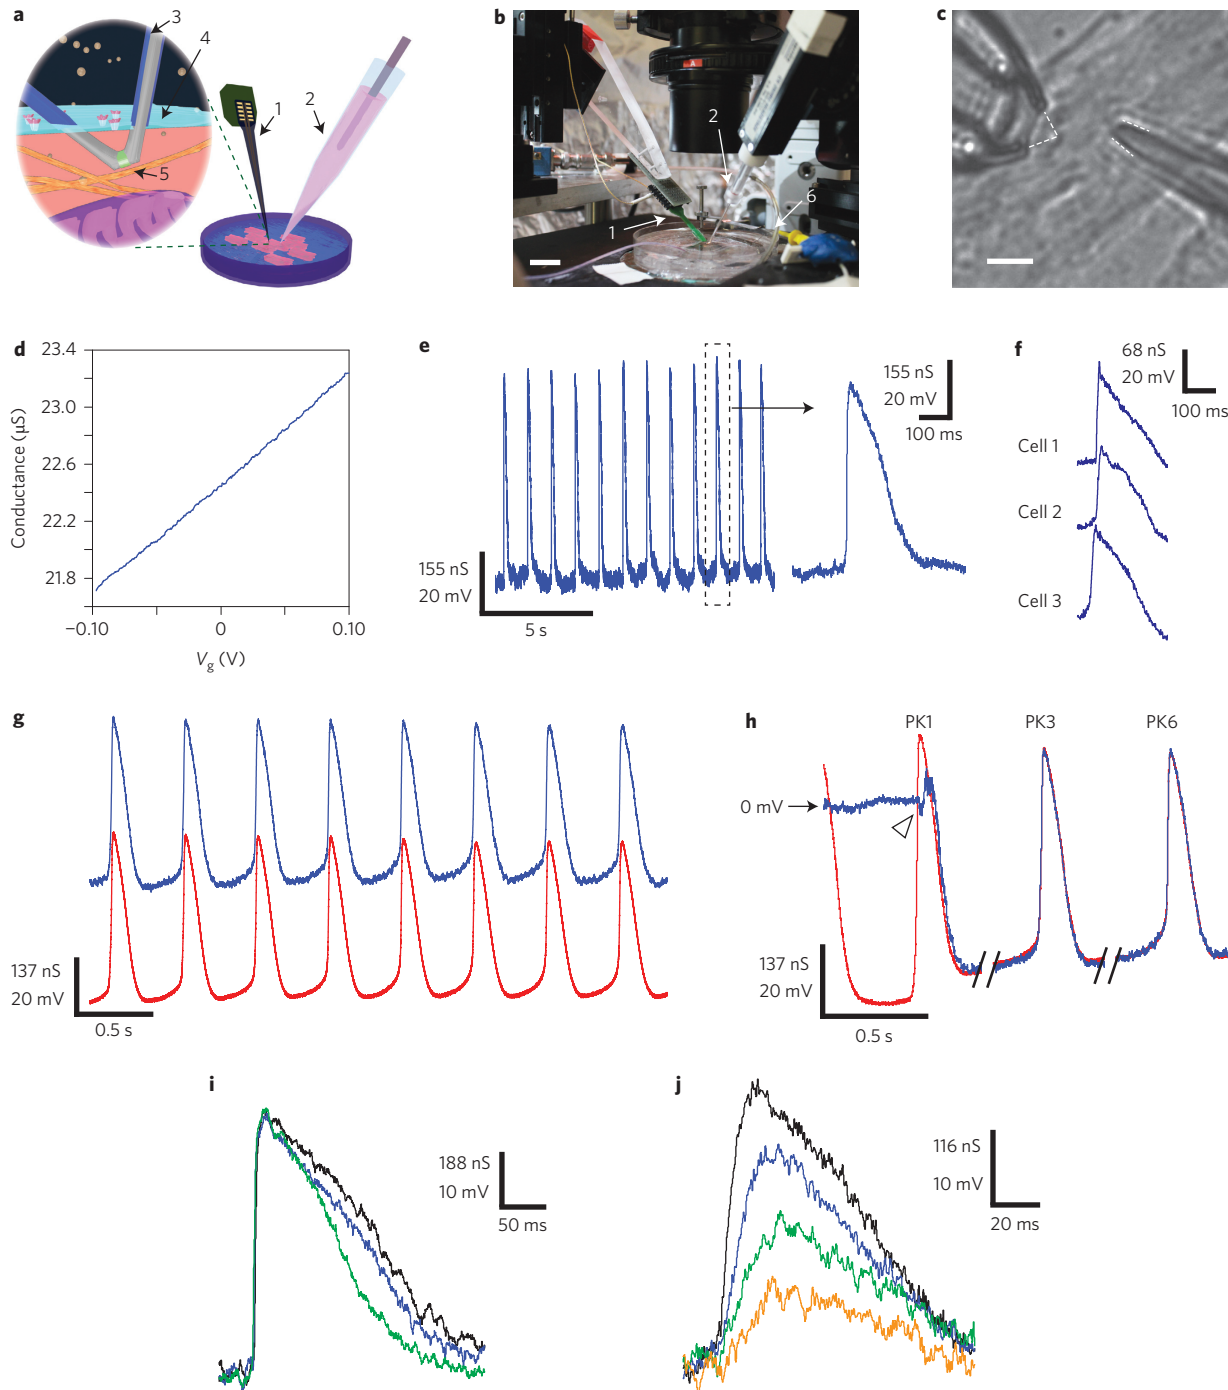 a
3
4
1
2
5
b
2
1
6
A
c
d
23.4
23.0
22.6
22.2
21.8
Conductance (μS)
−0.10
0
0.10
Vg (V)
e
155 nS
20 mV
5 s
155 nS
20 mV
100 ms
f
68 nS
20 mV
100 ms
Cell 1
Cell 2
Cell 3
g
137 nS
20 mV
0.5 s
h
PK1
PK3
PK6
0 mV
137 nS
20 mV
0.5 s
i
188 nS
10 mV
50 ms
j
116 nS
10 mV
20 ms